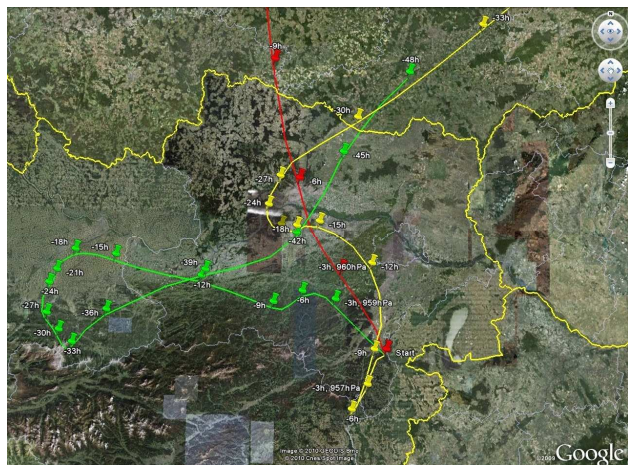 N
-33h
-9h
-48h
-30h
-45h
-27h
-6h
-24h
-15h
-18h
-42h
-18h
-15h
-21h
39h
-3h, 960hPa
-12h
-24h
-12h
-27h
-36h
-9h
-6h
-3h, 959hPa
-30h
-33h
-9h
Start
-3h, 957hPa
-6h
Image © 2010 GEODIS Brno
© 2010 Cnes/Spot Image
©2009 Google